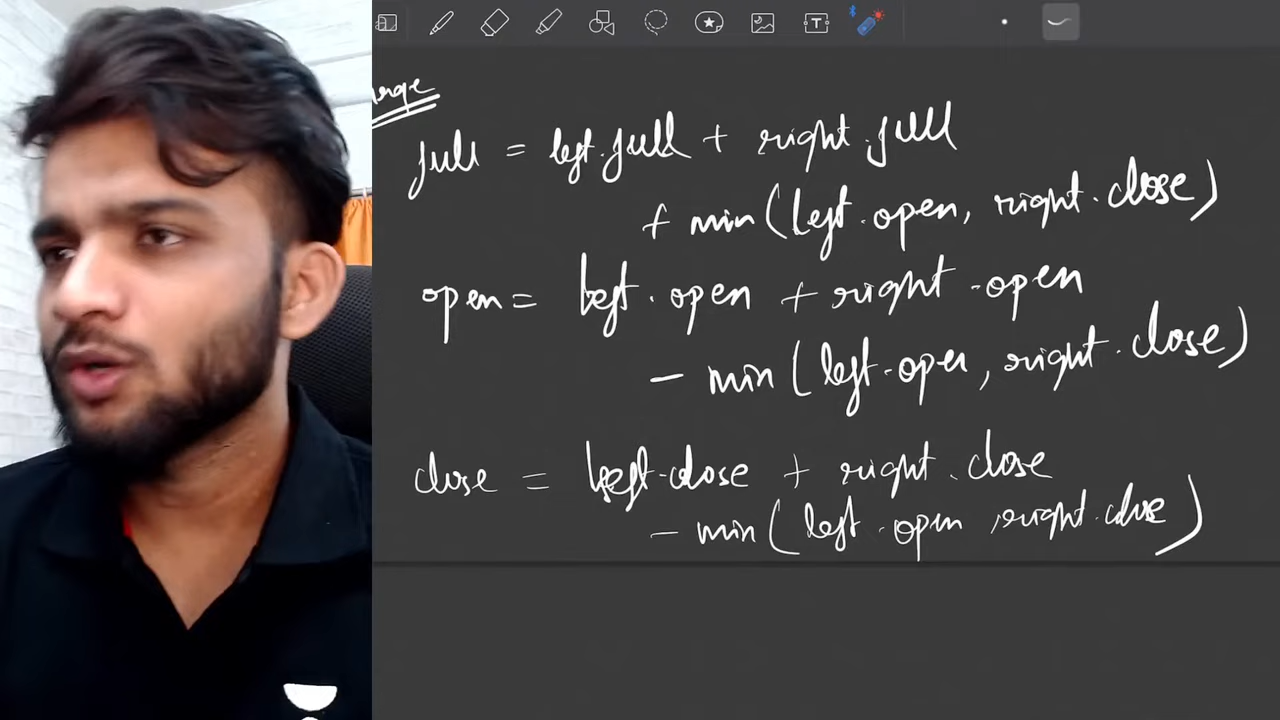 full = left.full + right.full
+ min(left.open, right.close)
open = left.open + right.open
- min(left.open, right.close)
close = left.close + right.close
- min(left.open, right.close)